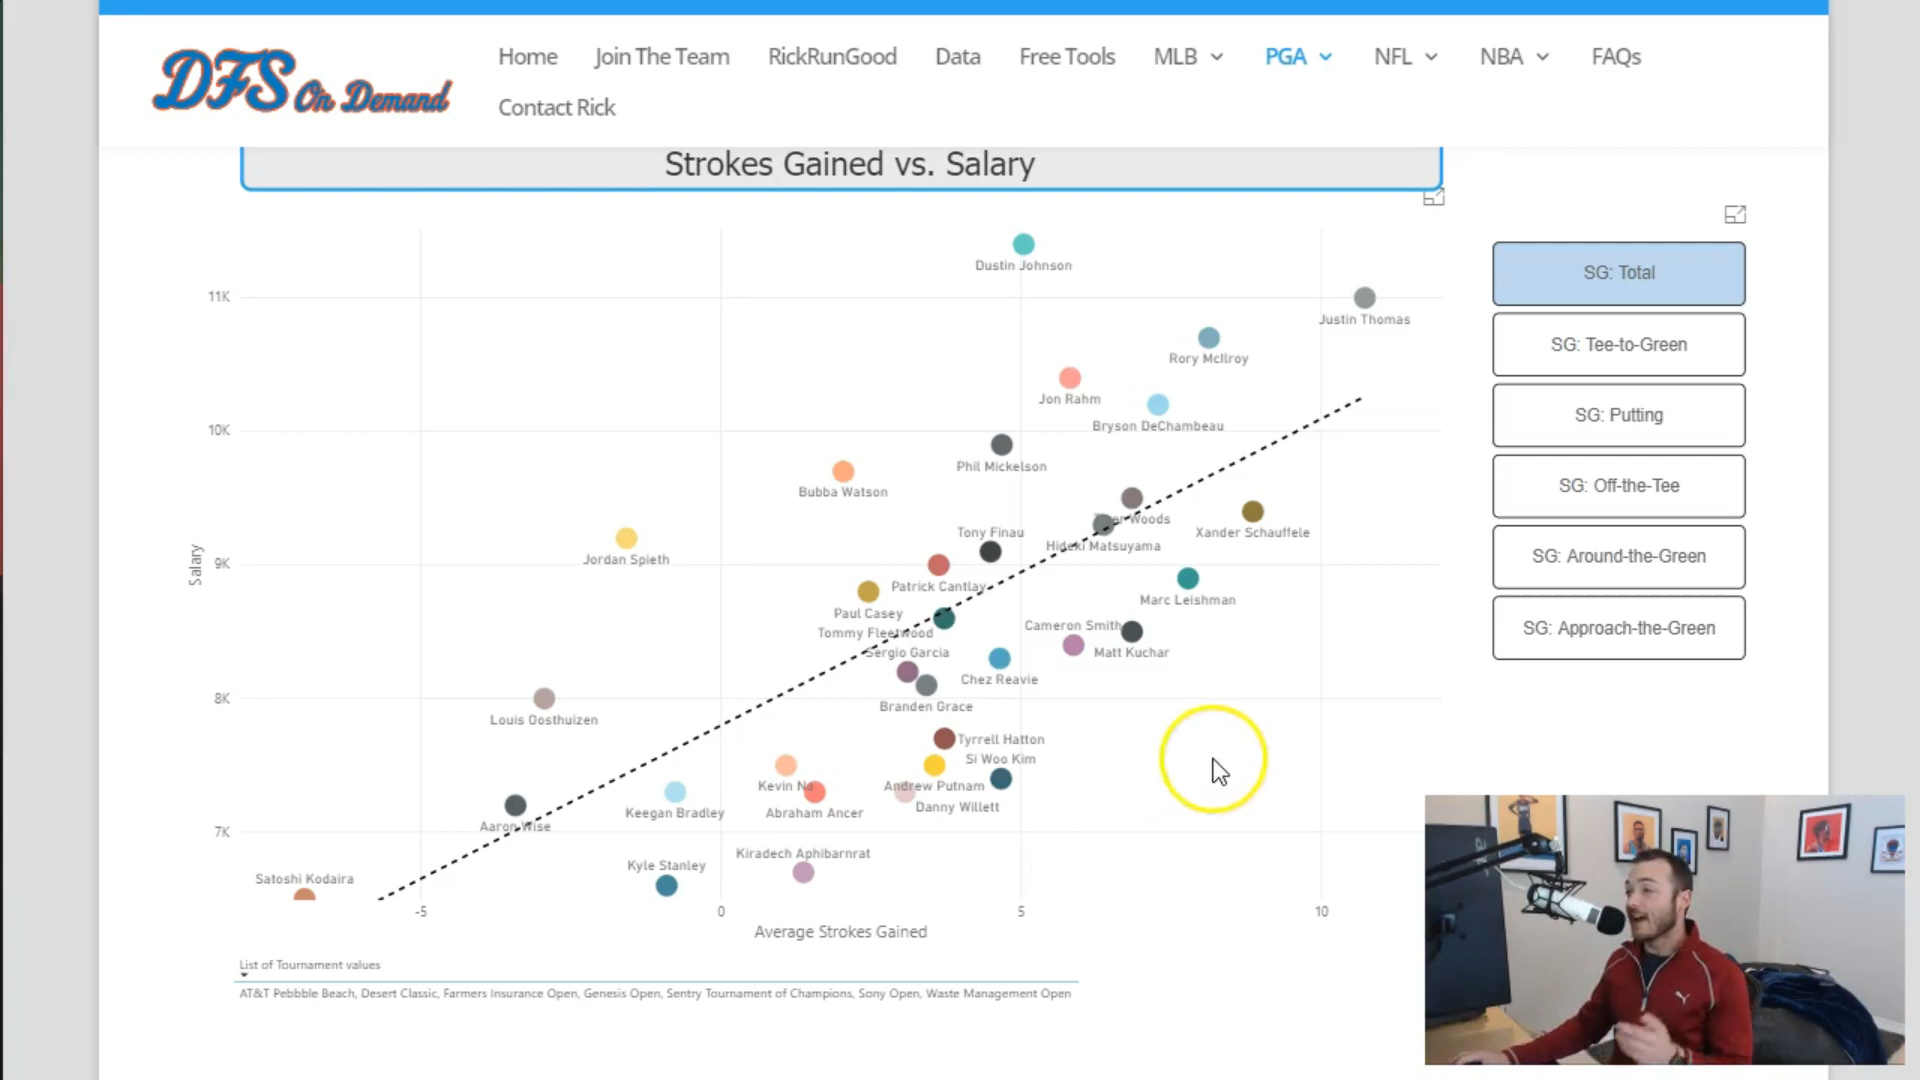 DFS On Demand
Home
Join The Team
RickRunGood
Data
Free Tools
MLB
PGA
NFL
NBA
FAQs
Contact Rick
Strokes Gained vs. Salary
SG: Total
SG: Tee-to-Green
SG: Putting
SG: Off-the-Tee
SG: Around-the-Green
SG: Approach-the-Green
Salary
11K
10K
9K
8K
7K
Dustin Johnson
Justin Thomas
Rory McIlroy
Jon Rahm
Bryson DeChambeau
Phil Mickelson
Bubba Watson
Woods
Xander Schauffele
Tony Finau
Hideki Matsuyama
Jordan Spieth
Patrick Cantlay
Marc Leishman
Paul Casey
Tommy Fleetwood
Cameron Smith
Sergio Garcia
Matt Kuchar
Chez Reavie
Branden Grace
Louis Oosthuizen
Tyrrell Hatton
Si Woo Kim
Kevin Na
Andrew Putnam
Keegan Bradley
Abraham Ancer
Danny Willett
Aaron Wise
Kiradech Aphibarnrat
Kyle Stanley
Satoshi Kodaira
-5
0
5
10
Average Strokes Gained
List of Tournament values
AT&T Pebbble Beach, Desert Classic, Farmers Insurance Open, Genesis Open, Sentry Tournament of Champions, Sony Open, Waste Management Open